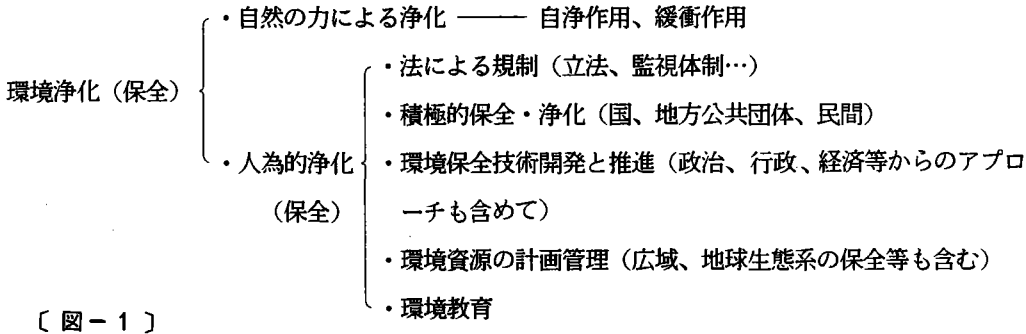 ・自然の力による浄化 ─── 自浄作用、緩衝作用
・法による規制（立法、監視体制…）
環境浄化（保全）
・積極的保全・浄化（国、地方公共団体、民間）
・人為的浄化
・環境保全技術開発と推進（政治、行政、経済等からのアプロ
（保全）
ーチも含めて）
・環境資源の計画管理（広域、地球生態系の保全等も含む）
・環境教育
〔 図－１ 〕